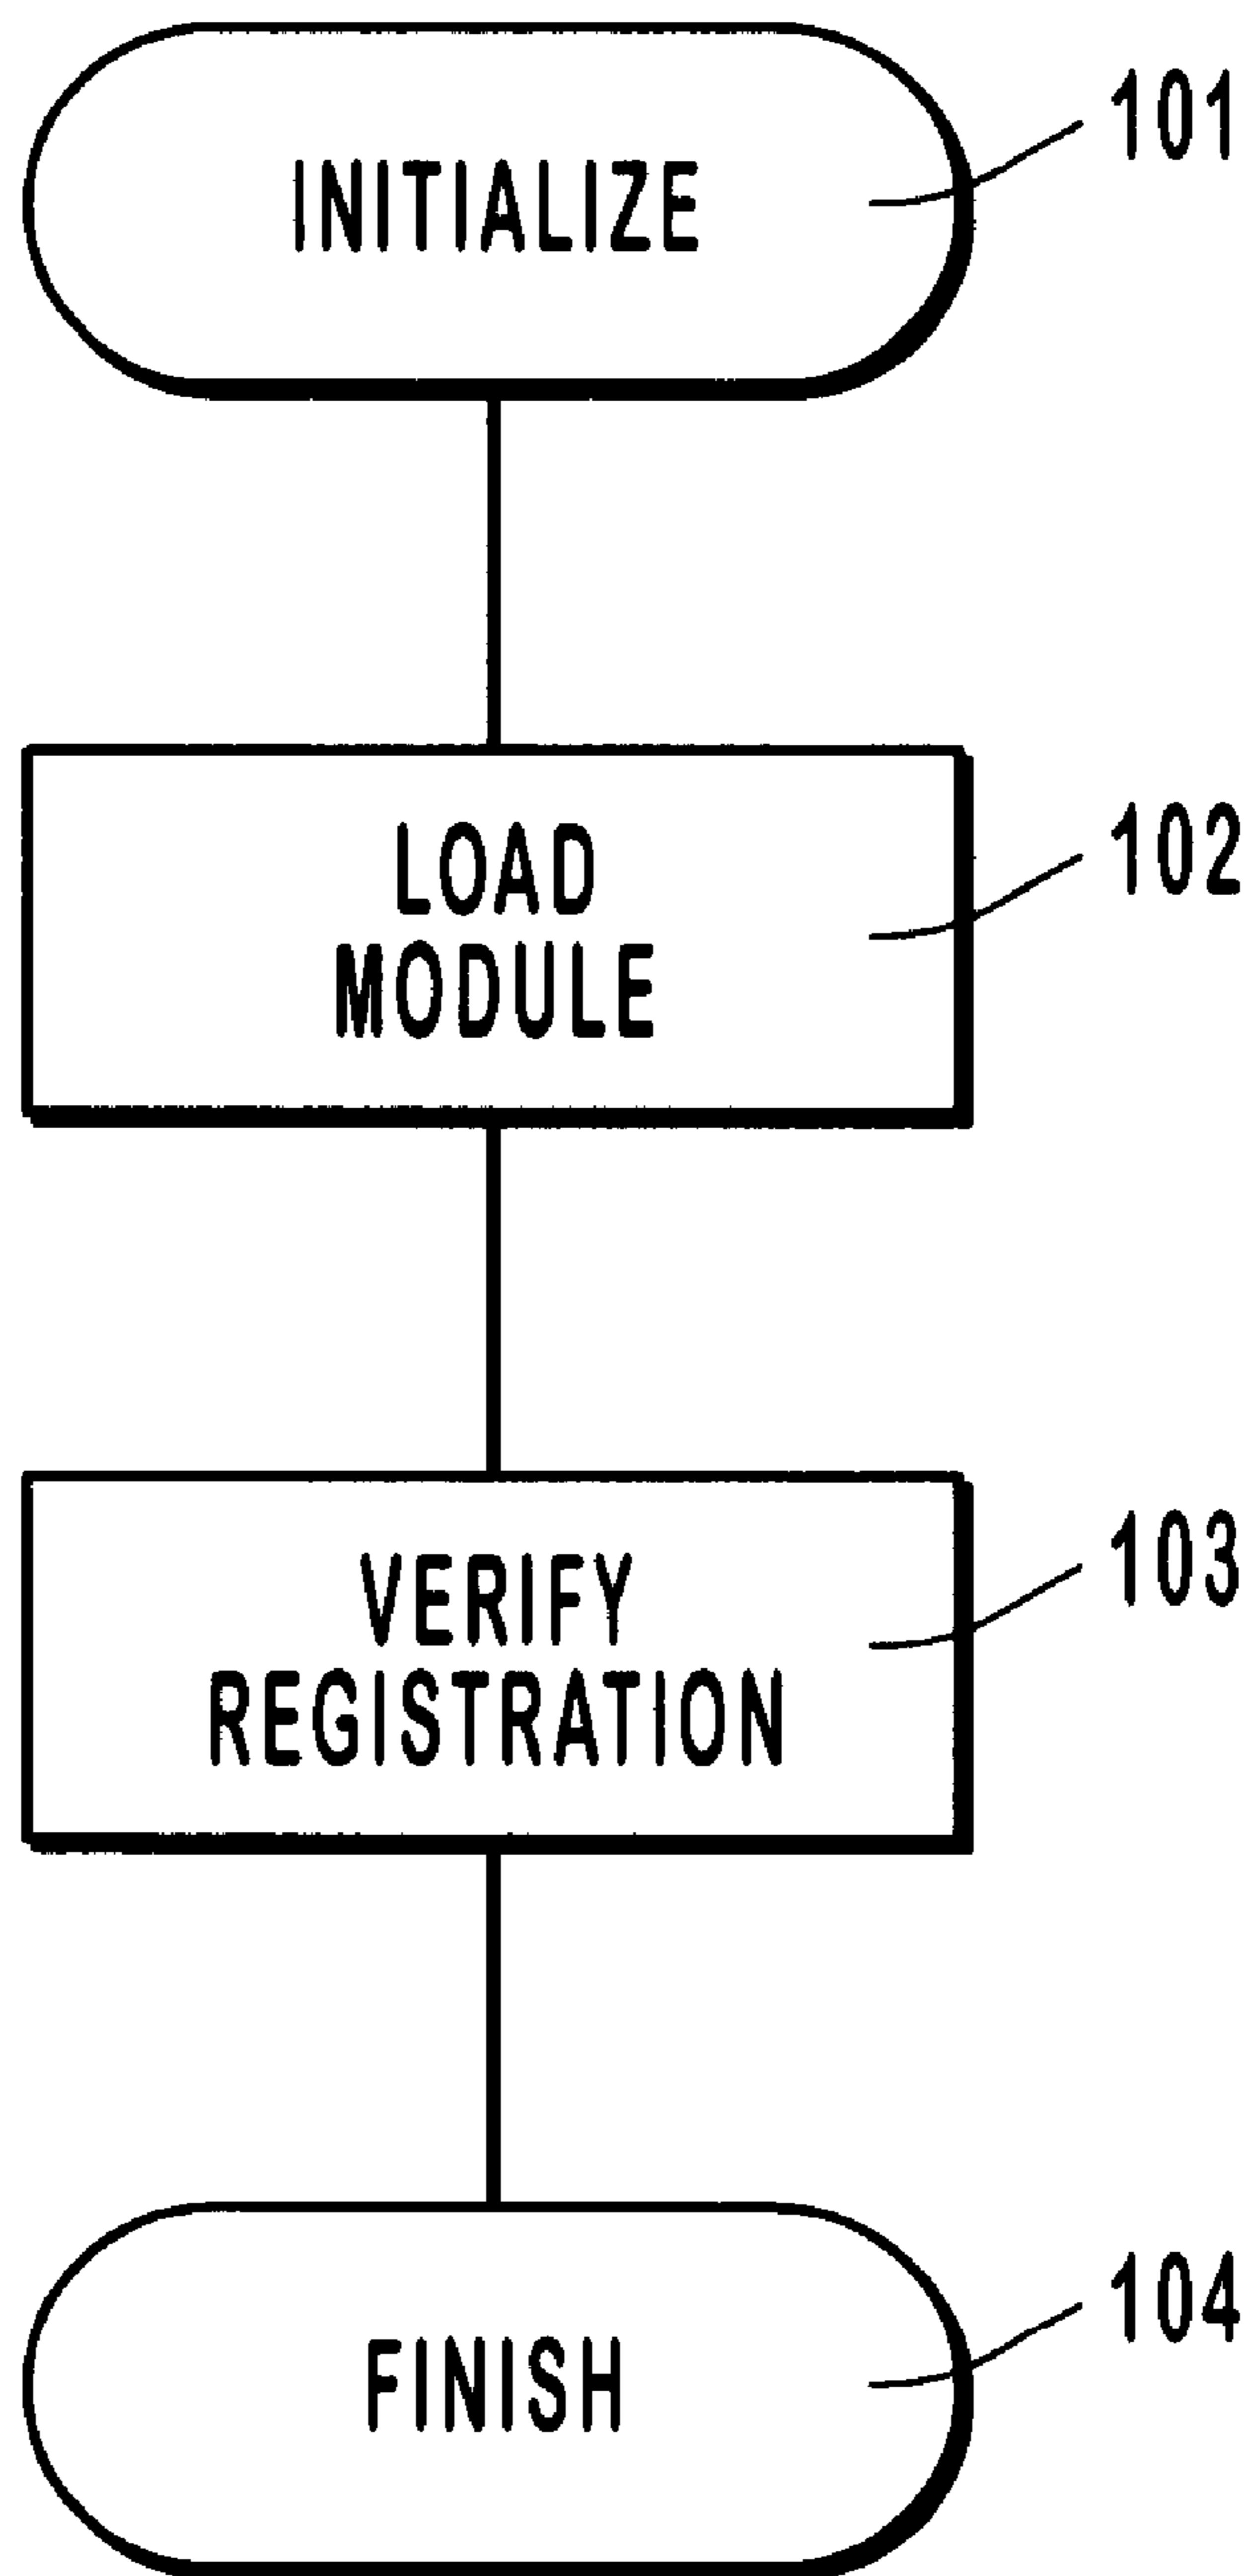 INITIALIZE
101
LOAD
MODULE
102
VERIFY
REGISTRATION
103
FINISH
104